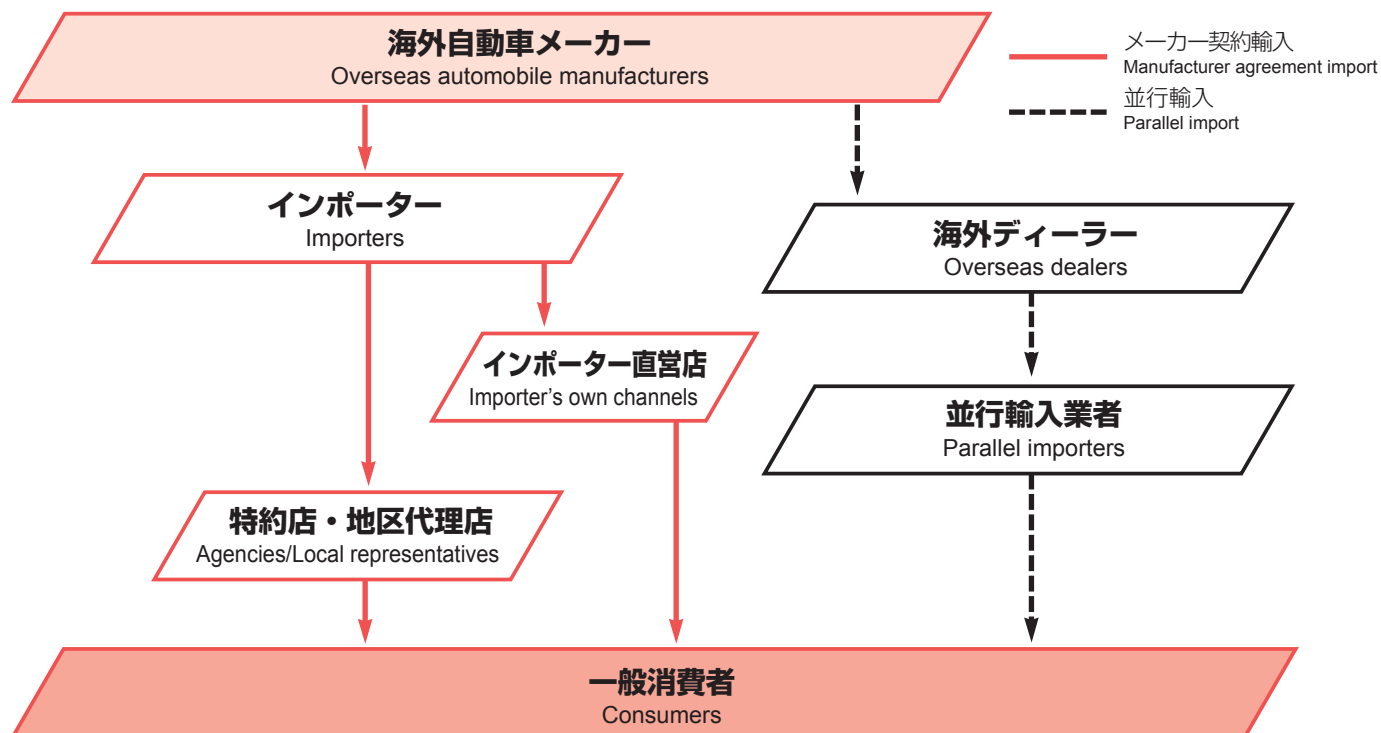 海外自動車メーカー
Overseas automobile manufacturers
メーカー契約輸入
Manufacturer agreement import
並行輸入
Parallel import
インポーター
Importers
海外ディーラー
Overseas dealers
インポーター直営店
Importer’s own channels
並行輸入業者
Parallel importers
特約店・地区代理店
Agencies/Local representatives
一般消費者
Consumers